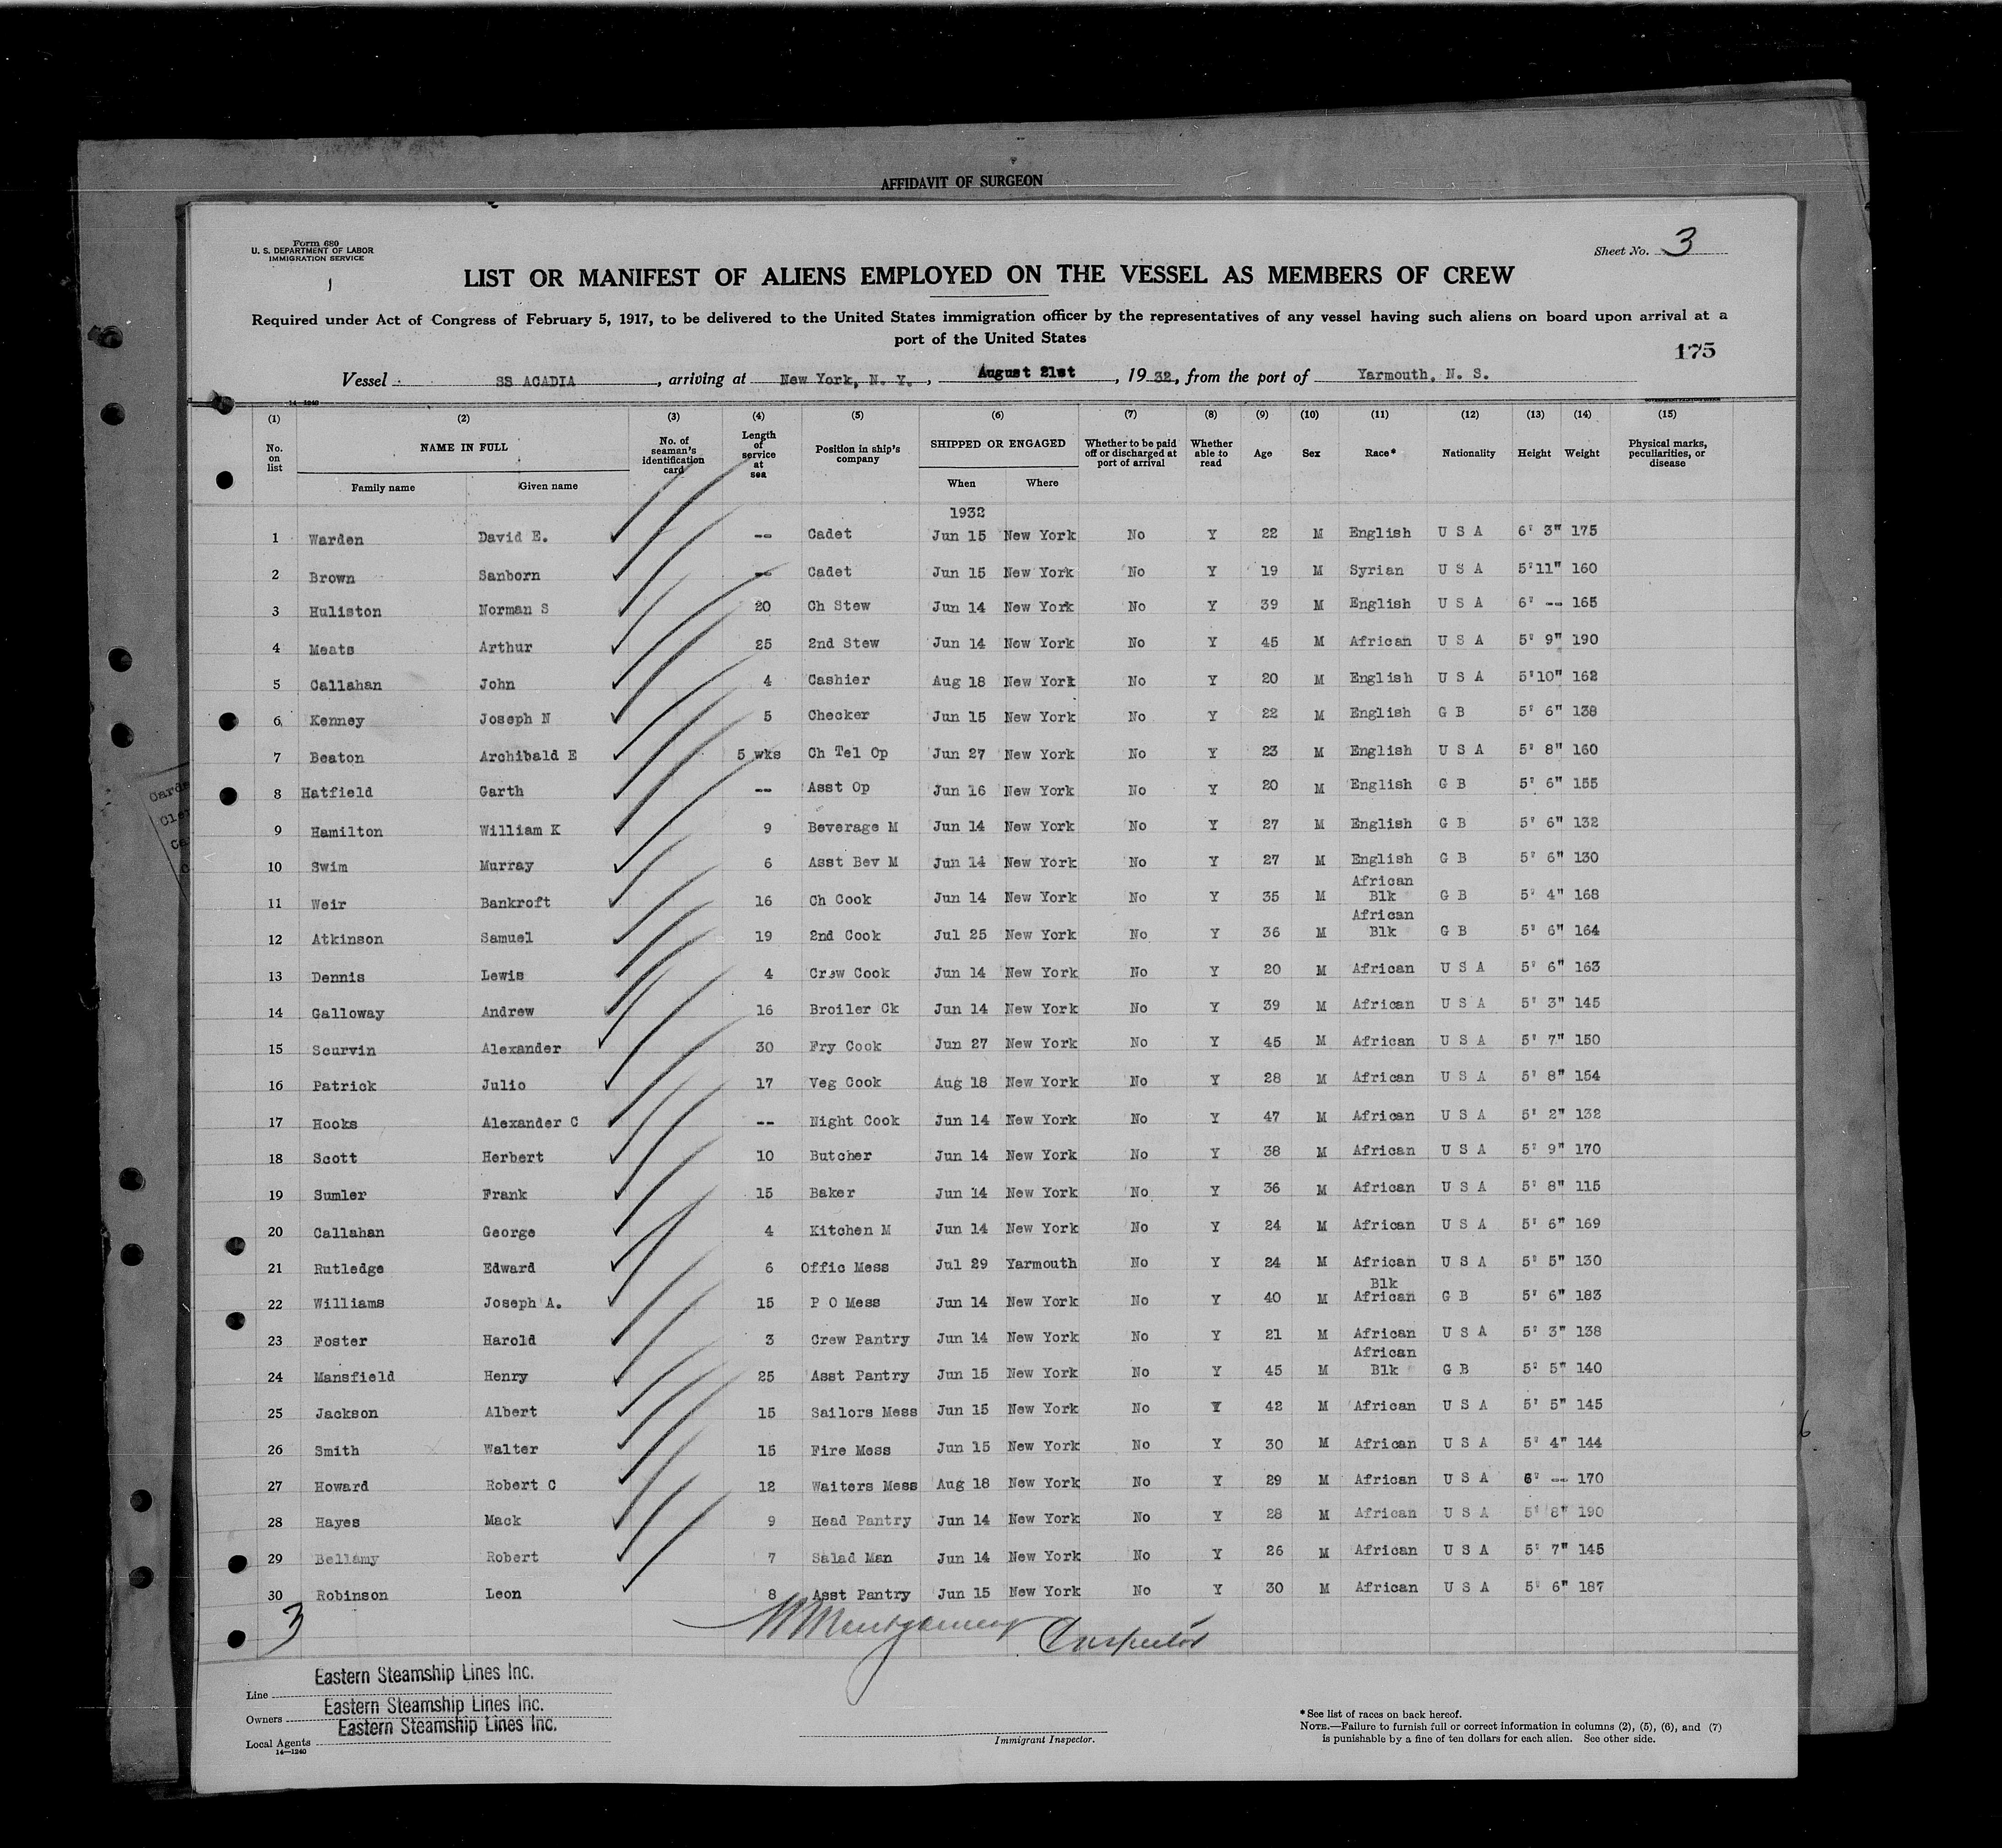 AFFIDAVIT OF SURGEON
Form 680
U. S. DEPARTMENT OF LABOR
IMMIGRATION SERVICE
Sheet No. 3
LIST OR MANIFEST OF ALIENS EMPLOYED ON THE VESSEL AS MEMBERS OF CREW
Required under Act of Congress of February 5, 1917, to be delivered to the United States immigration officer by the representatives of any vessel having such aliens on board upon arrival at a
port of the United States
175
Vessel SS ACADIA, arriving at New York, N. Y., August 21st, 1932, from the port of Yarmouth, N. S.
14—1240
(1) (2) (3) (4) (5) (6) (7) (8) (9) (10) (11) (12) (13) (14) (15)
No. on list NAME IN FULL Family name Given name No. of seaman's identification card Length of service at sea Position in ship's company SHIPPED OR ENGAGED When Where Whether to be paid off or discharged at port of arrival Whether able to read Age Sex Race* Nationality Height Weight Physical marks, peculiarities, or disease
1932
1 Warden David E. -- Cadet Jun 15 New York No Y 22 M English U S A 6' 3" 175
2 Brown Sanborn -- Cadet Jun 15 New York No Y 19 M Syrian U S A 5'11" 160
3 Huliston Norman S 20 Ch Stew Jun 14 New York No Y 39 M English U S A 6' -- 165
4 Meats Arthur 25 2nd Stew Jun 14 New York No Y 45 M African U S A 5' 9" 190
5 Callahan John 4 Cashier Aug 18 New York No Y 20 M English U S A 5'10" 162
6 Kenney Joseph N 5 Checker Jun 15 New York No Y 22 M English G B 5' 6" 138
7 Beaton Archibald E 5 wks Ch Tel Op Jun 27 New York No Y 23 M English U S A 5' 8" 160
8 Hatfield Garth -- Asst Op Jun 16 New York No Y 20 M English G B 5' 6" 155
9 Hamilton William K 9 Beverage M Jun 14 New York No Y 27 M English G B 5' 6" 132
10 Swim Murray 6 Asst Bev M Jun 14 New York No Y 27 M English G B 5' 6" 130
11 Weir Bankroft 16 Ch Cook Jun 14 New York No Y 35 M African Blk G B 5' 4" 168
12 Atkinson Samuel 19 2nd Cook Jul 25 New York No Y 36 M African Blk G B 5' 6" 164
13 Dennis Lewis 4 Crew Cook Jun 14 New York No Y 20 M African U S A 5' 6" 163
14 Galloway Andrew 16 Broiler Ck Jun 14 New York No Y 39 M African U S A 5' 3" 145
15 Scurvin Alexander 30 Fry Cook Jun 27 New York No Y 45 M African U S A 5' 7" 150
16 Patrick Julio 17 Veg Cook Aug 18 New York No Y 28 M African U S A 5' 8" 154
17 Hooks Alexander C -- Night Cook Jun 14 New York No Y 47 M African U S A 5' 2" 132
18 Scott Herbert 10 Butcher Jun 14 New York No Y 38 M African U S A 5' 9" 170
19 Sumler Frank 15 Baker Jun 14 New York No Y 36 M African U S A 5' 8" 115
20 Callahan George 4 Kitchen M Jun 14 New York No Y 24 M African U S A 5' 6" 169
21 Rutledge Edward 6 Offic Mess Jul 29 Yarmouth No Y 24 M African U S A 5' 5" 130
22 Williams Joseph A. 15 P O Mess Jun 14 New York No Y 40 M Blk African G B 5' 6" 183
23 Foster Harold 3 Crew Pantry Jun 14 New York No Y 21 M African U S A 5' 3" 138
24 Mansfield Henry 25 Asst Pantry Jun 15 New York No Y 45 M African Blk G B 5' 5" 140
25 Jackson Albert 15 Sailors Mess Jun 15 New York No Y 42 M African U S A 5' 5" 145
26 Smith Walter 15 Fire Mess Jun 15 New York No Y 30 M African U S A 5' 4" 144
27 Howard Robert C 12 Waiters Mess Aug 18 New York No Y 29 M African U S A 6' -- 170
28 Hayes Mack 9 Head Pantry Jun 14 New York No Y 28 M African U S A 5' 8" 190
29 Bellamy Robert 7 Salad Man Jun 14 New York No Y 26 M African U S A 5' 7" 145
30 Robinson Leon 8 Asst Pantry Jun 15 New York No Y 30 M African U S A 5' 6" 187
3
Montgomery Inspector
Line Eastern Steamship Lines Inc.
Owners Eastern Steamship Lines Inc.
Local Agents Eastern Steamship Lines Inc.
14—1240
Immigrant Inspector.
*See list of races on back hereof.
NOTE.—Failure to furnish full or correct information in columns (2), (5), (6), and (7)
is punishable by a fine of ten dollars for each alien. See other side.